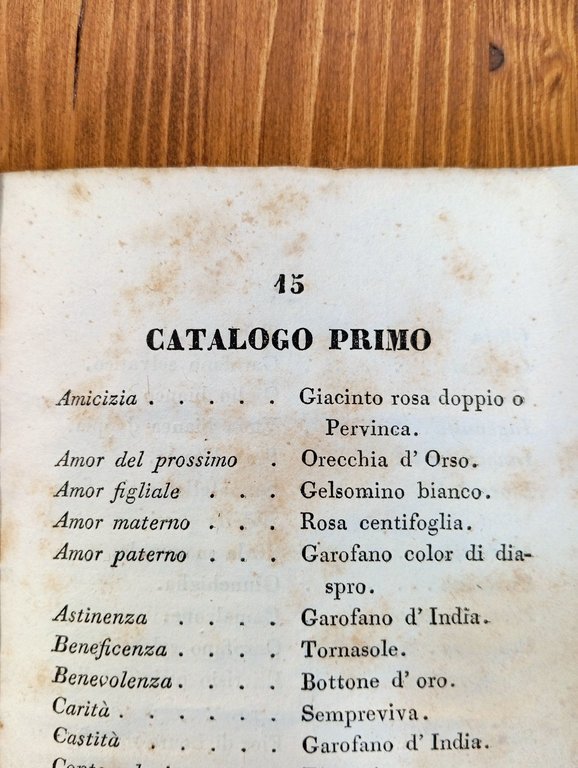 15
CATALOGO PRIMO
Amicizia . . . . . Giacinto rosa doppio o
Pervinca.
Amor del prossimo . Orecchia d' Orso.
Amor figliale . . . Gelsomino bianco.
Amor materno . . . Rosa centifoglia.
Amor paterno . . . Garofano color di dia-
spro.
Astinenza . . . . Garofano d' India.
Beneficenza . . . . Tornasole.
Benevolenza . . . . Bottone d' oro.
Carità . . . . . . Sempreviva.
Castità . . . . . Garofano d' India.